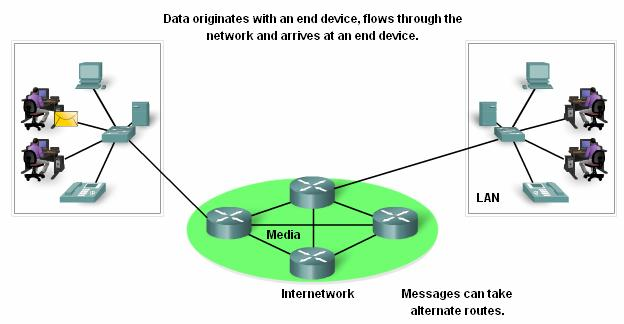 Data originates with an end device, flows through the
network and arrives at an end device.
LAN
Media
Internetwork
Messages can take
alternate routes.